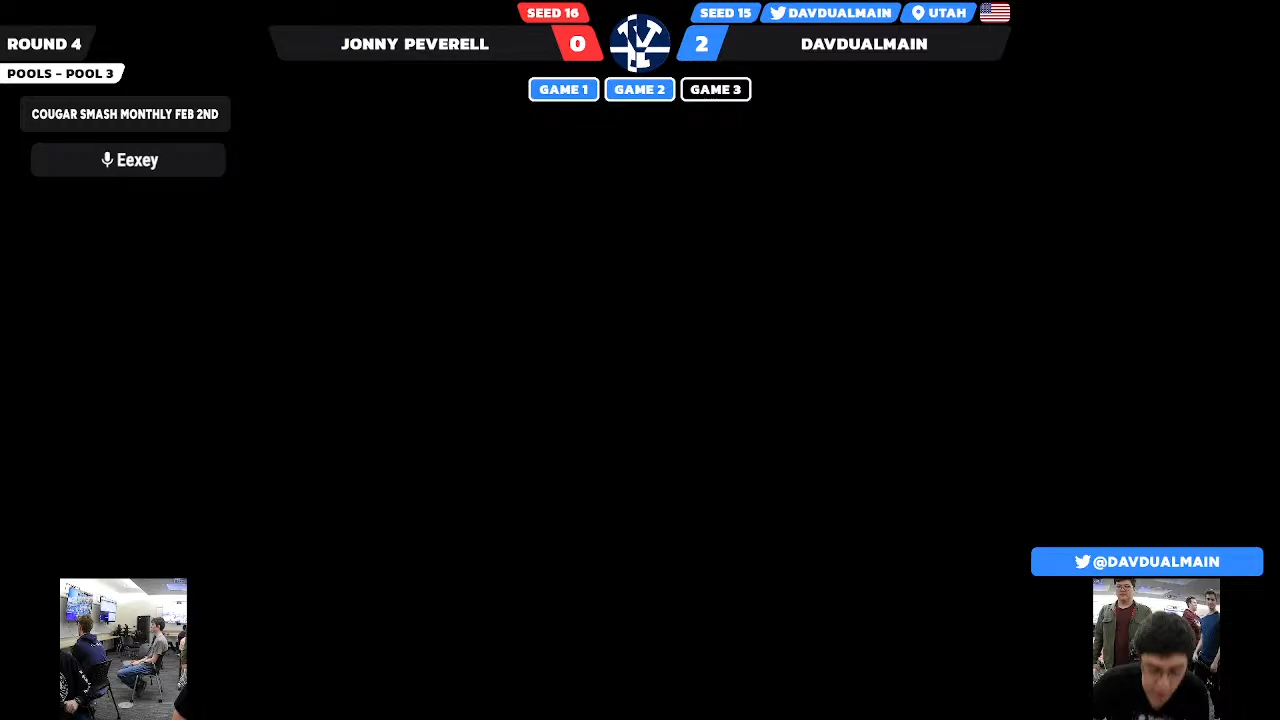 SEED 16
SEED 15
DAVDUALMAIN
UTAH
ROUND 4
JONNY PEVERELL
0
2
DAVDUALMAIN
POOLS - POOL 3
GAME 1
GAME 2
GAME 3
COUGAR SMASH MONTHLY FEB 2ND
Eexey
@DAVDUALMAIN